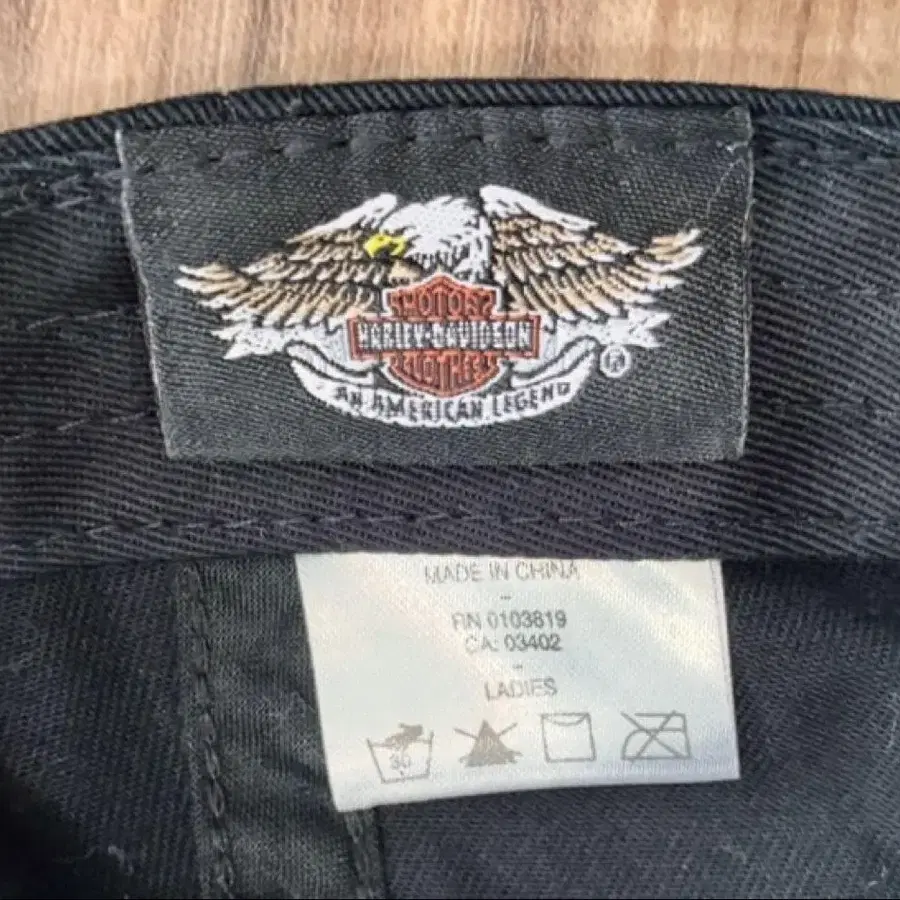 MOTOR
HARLEY-DAVIDSON
CLOTHES
®
AN AMERICAN LEGEND
MADE IN CHINA
-
RN 0103819
CA: 03402
-
LADIES
30